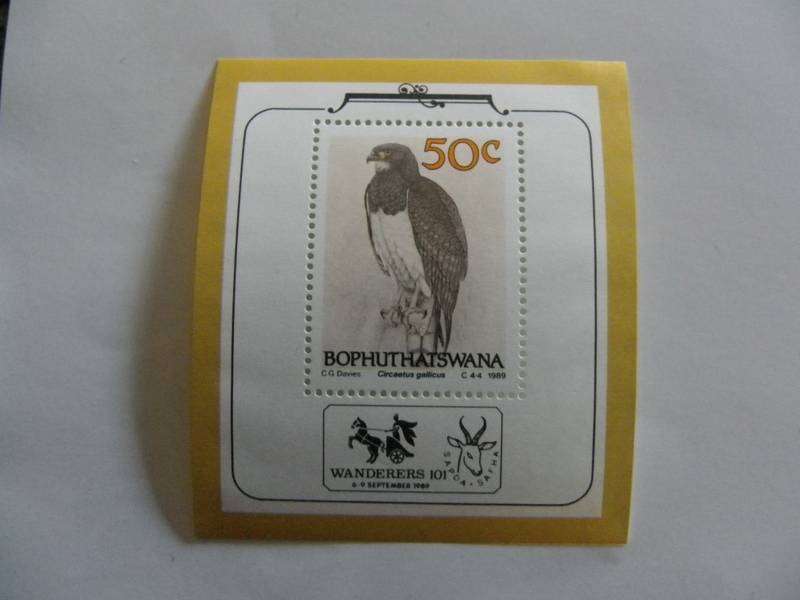 50c
BOPHUTHATSWANA
C G Davies Circaetus gallicus C 4·4 1989
WANDERERS 101
6-9 SEPTEMBER 1989
SAPDA · SAFHA